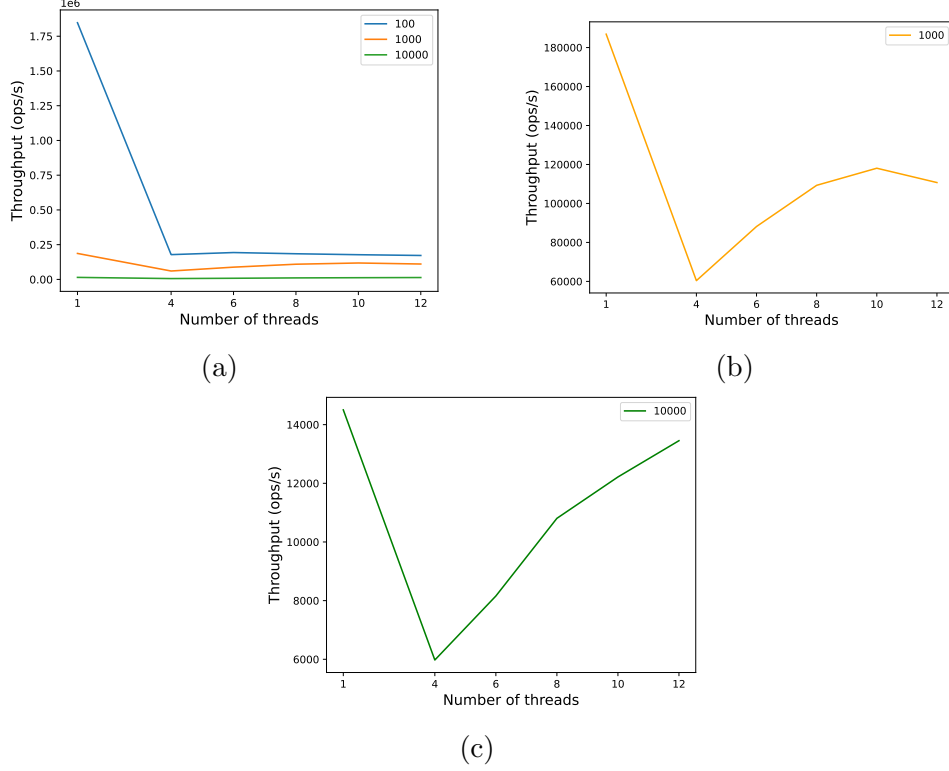 1e6
1.75
1.50
1.25
1.00
0.75
0.50
0.25
0.00
Throughput (ops/s)
100
1000
10000
1 4 6 8 10 12
Number of threads
(a)
180000
160000
140000
120000
100000
80000
60000
Throughput (ops/s)
1000
1 4 6 8 10 12
Number of threads
(b)
14000
12000
10000
8000
6000
Throughput (ops/s)
10000
1 4 6 8 10 12
Number of threads
(c)